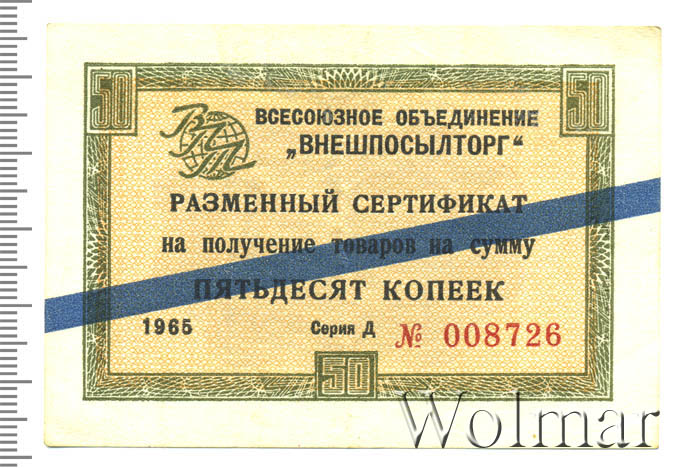 50 50
ВПТ
ВСЕСОЮЗНОЕ ОБЪЕДИНЕНИЕ
„ВНЕШПОСЫЛТОРГ“
РАЗМЕННЫЙ СЕРТИФИКАТ
на получение товаров на сумму
ПЯТЬДЕСЯТ КОПЕЕК
1965 Серия Д № 008726
50
Wolmar